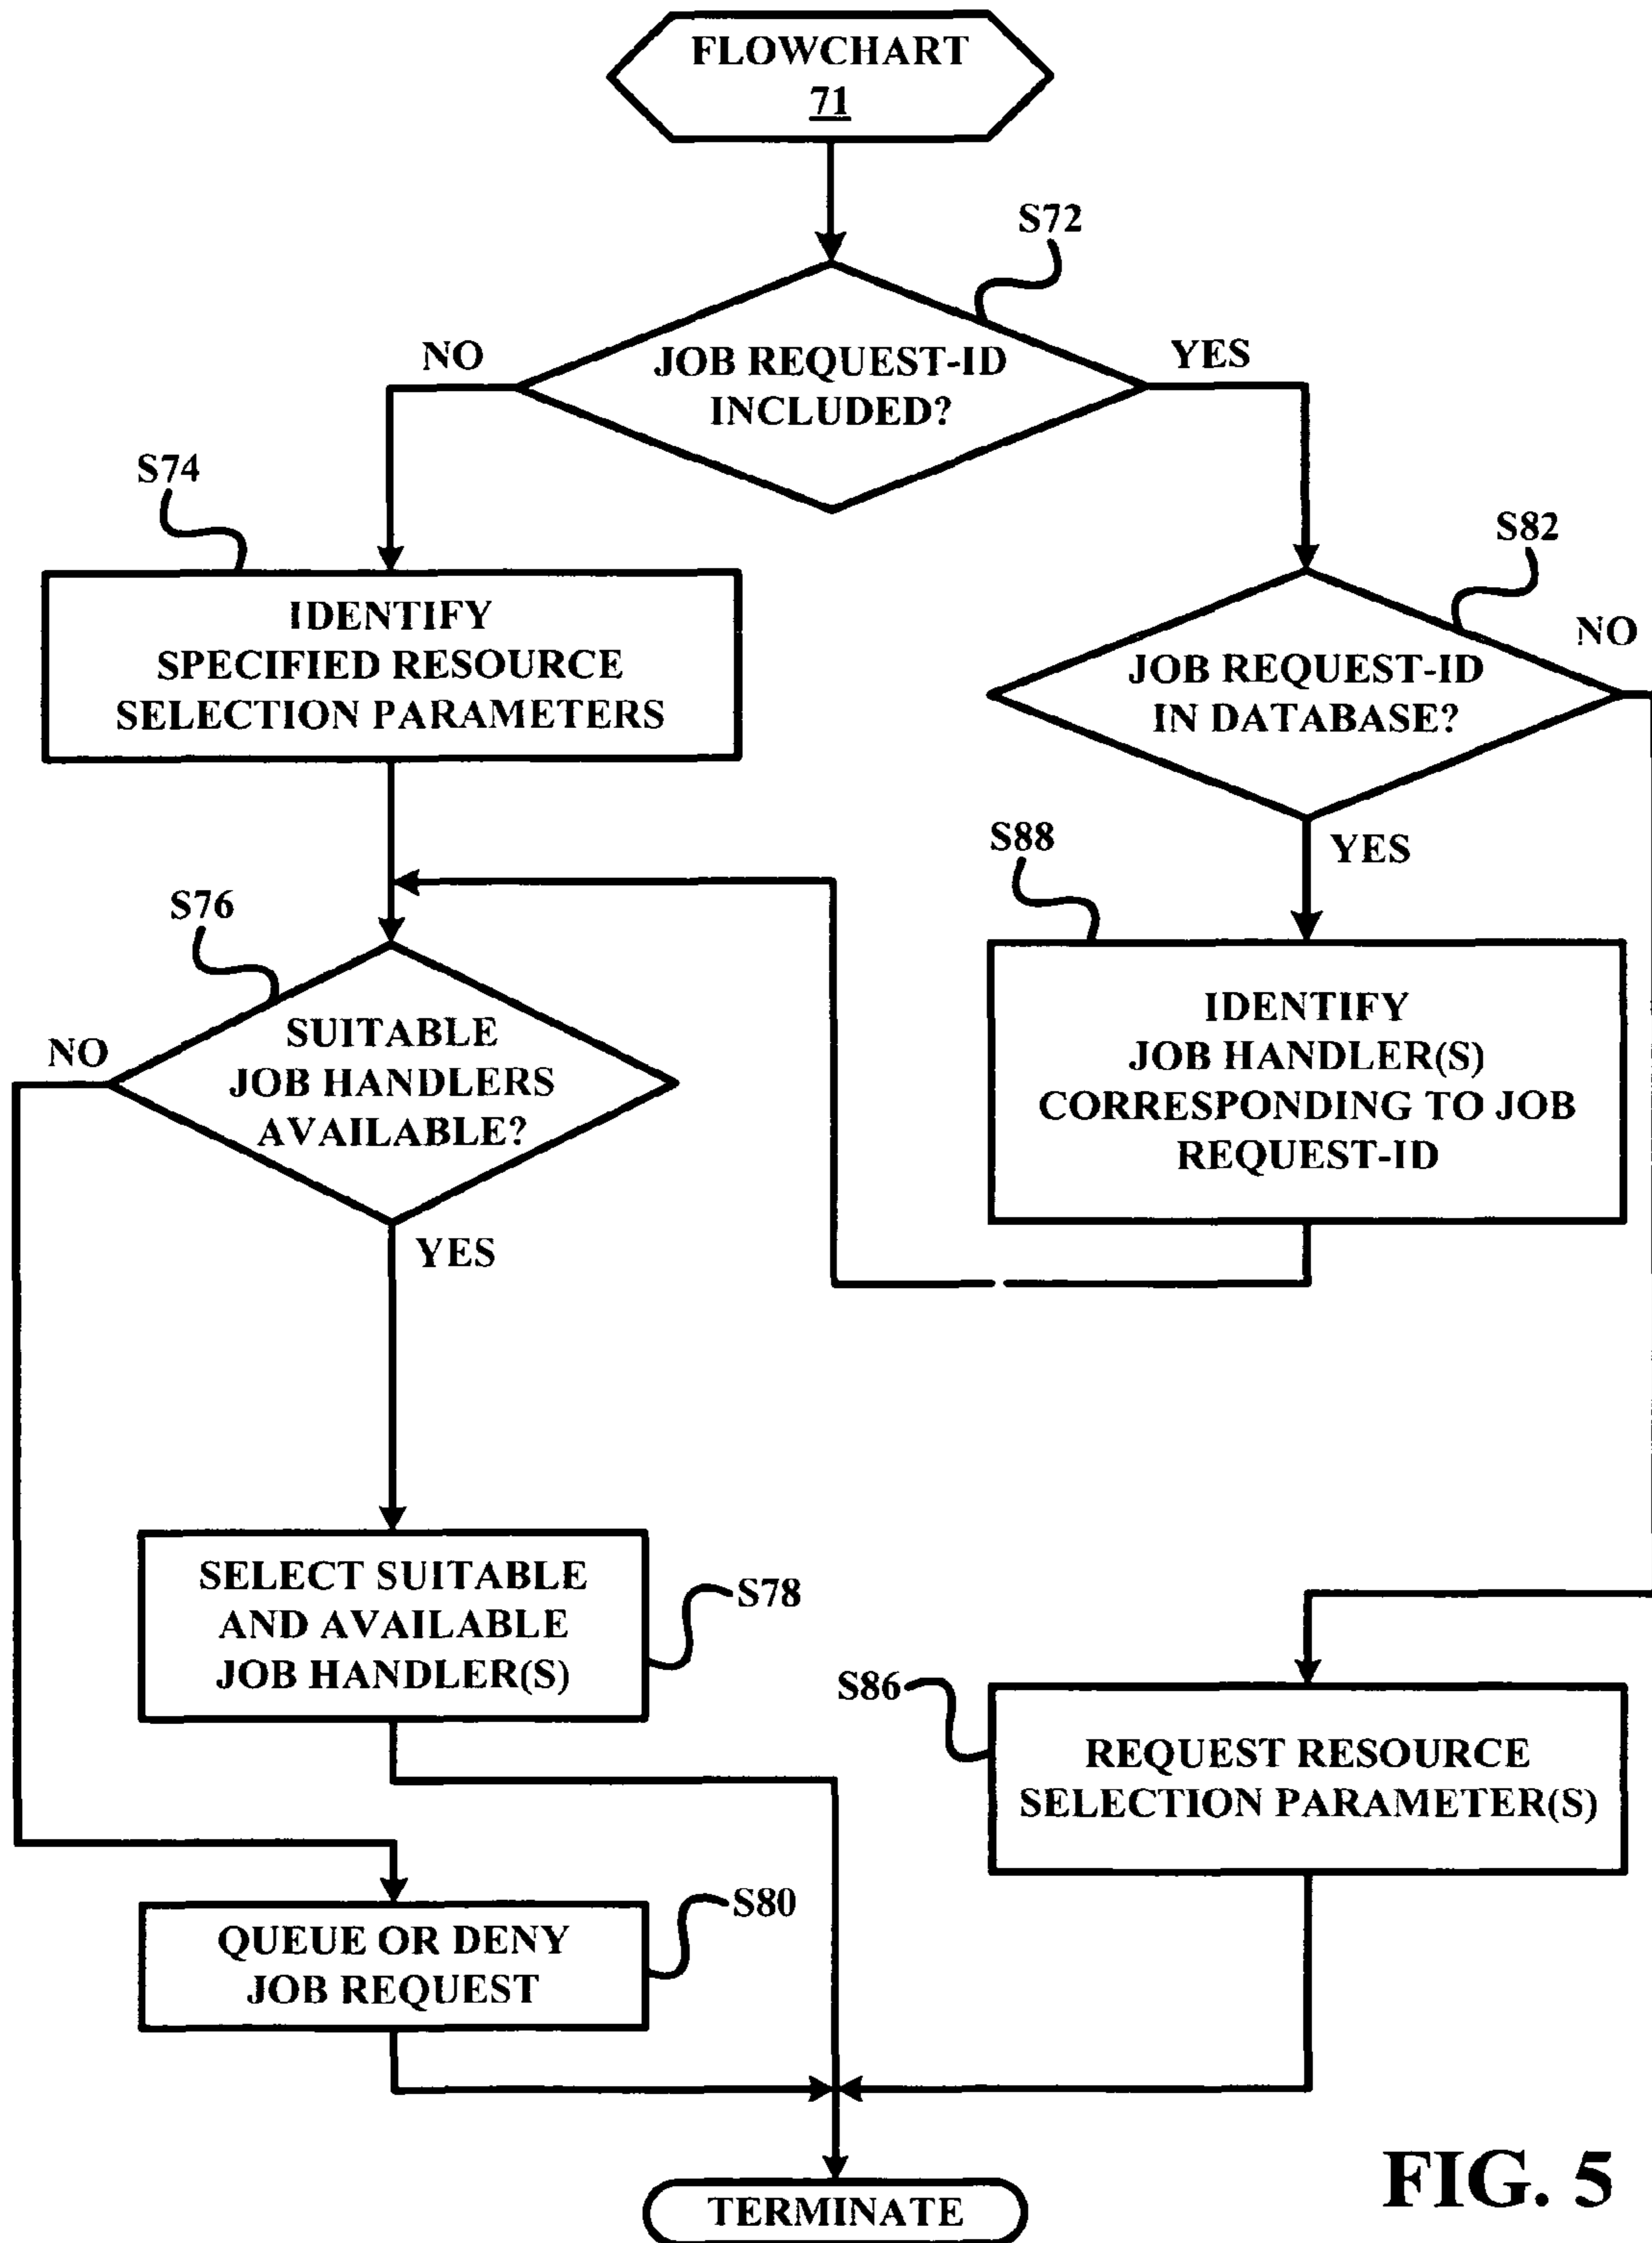 FLOWCHART
71
S72
NO
JOB REQUEST-ID
INCLUDED?
YES
S74
IDENTIFY
SPECIFIED RESOURCE
SELECTION PARAMETERS
S82
NO
JOB REQUEST-ID
IN DATABASE?
YES
S88
IDENTIFY
JOB HANDLER(S)
CORRESPONDING TO JOB
REQUEST-ID
S76
NO
SUITABLE
JOB HANDLERS
AVAILABLE?
YES
SELECT SUITABLE
AND AVAILABLE
JOB HANDLER(S)
S78
S86
REQUEST RESOURCE
SELECTION PARAMETER(S)
QUEUE OR DENY
JOB REQUEST
S80
TERMINATE
FIG. 5